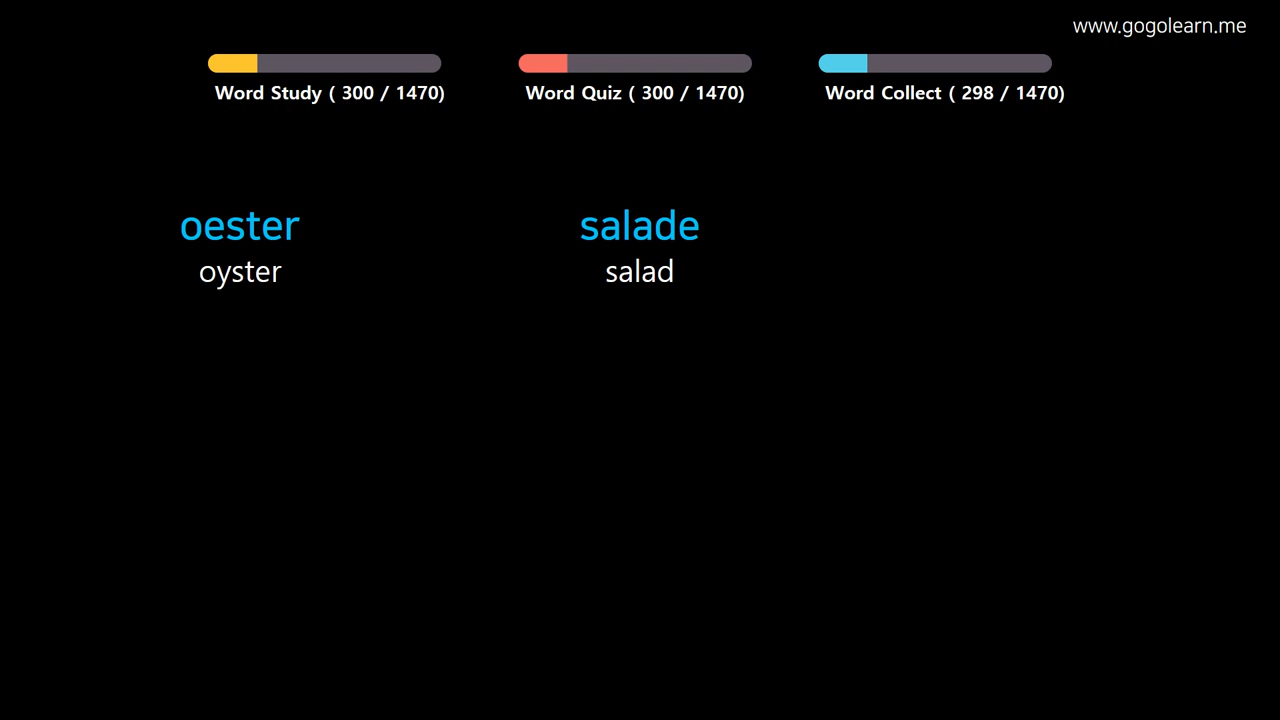 www.gogolearn.me
Word Study ( 300 / 1470)
Word Quiz ( 300 / 1470)
Word Collect ( 298 / 1470)
oester
oyster
salade
salad